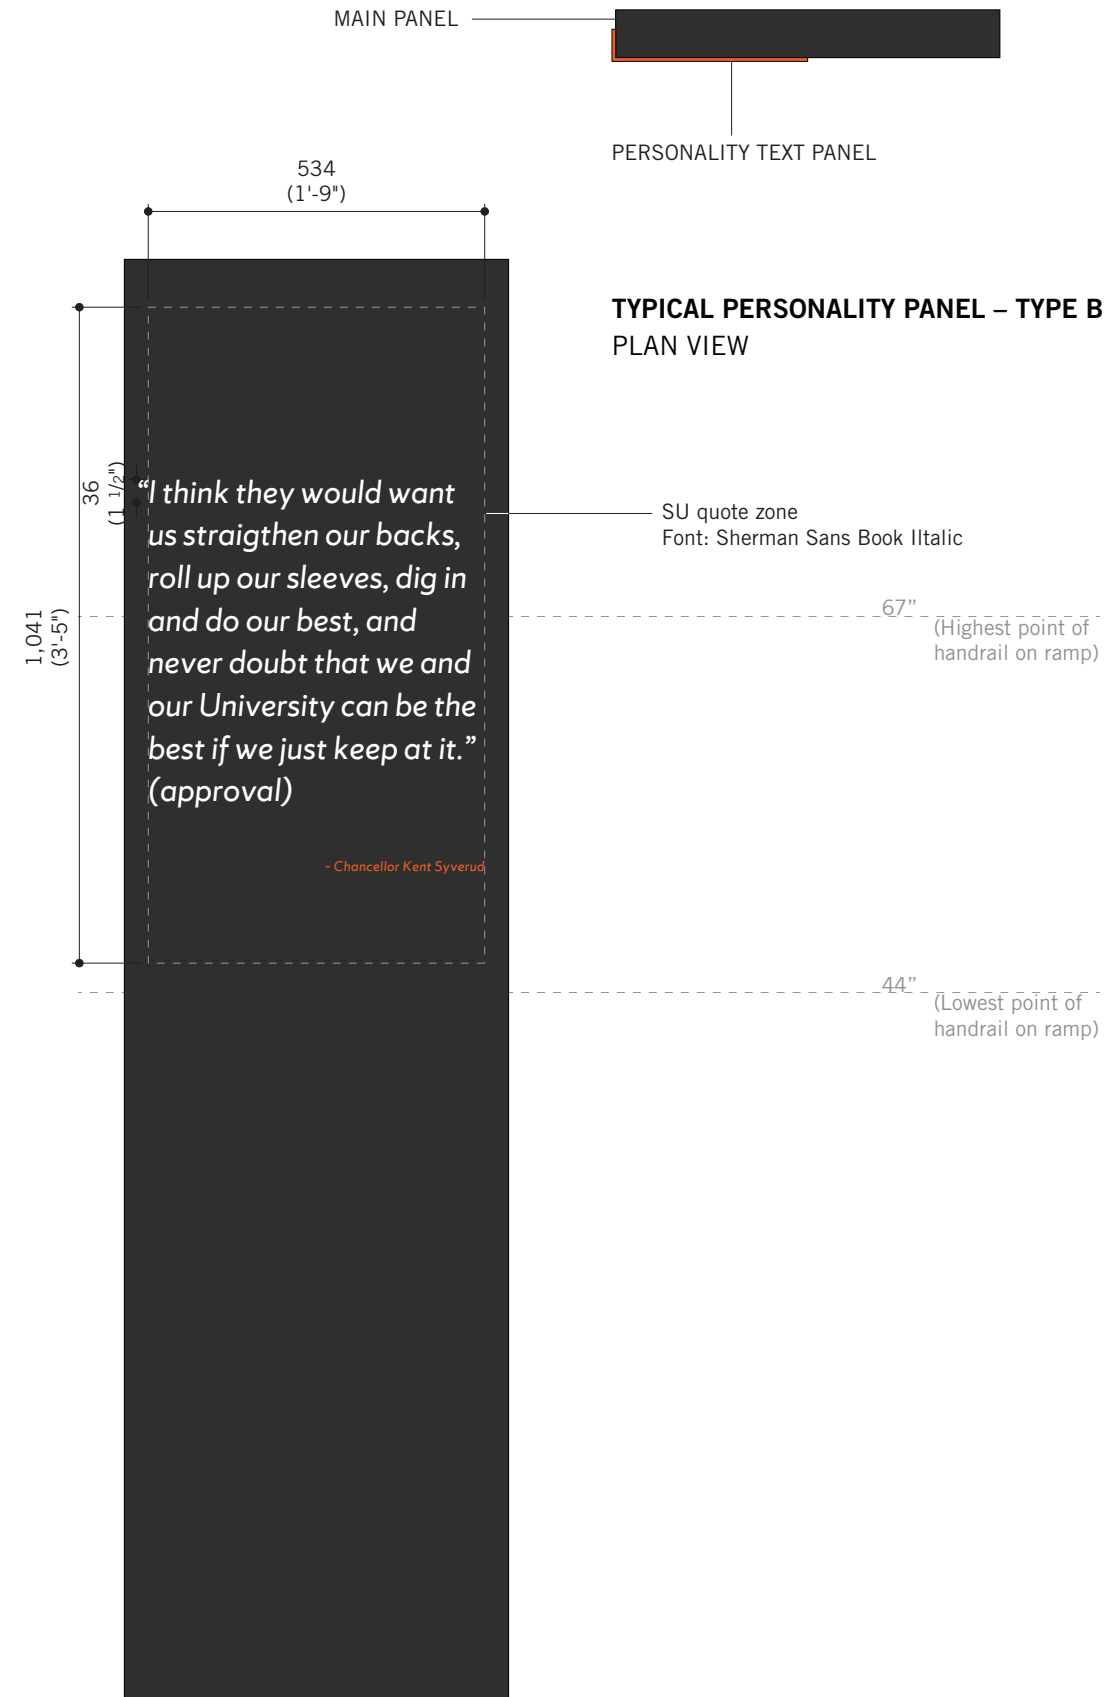 MAIN PANEL
PERSONALITY TEXT PANEL
534
(1'-9")
TYPICAL PERSONALITY PANEL – TYPE B
PLAN VIEW
36
(1 1/2")
1,041
(3'-5")
“I think they would want
us straigthen our backs,
roll up our sleeves, dig in
and do our best, and
never doubt that we and
our University can be the
best if we just keep at it.”
(approval)
- Chancellor Kent Syverud
SU quote zone
Font: Sherman Sans Book IItalic
67”
(Highest point of
handrail on ramp)
44”
(Lowest point of
handrail on ramp)